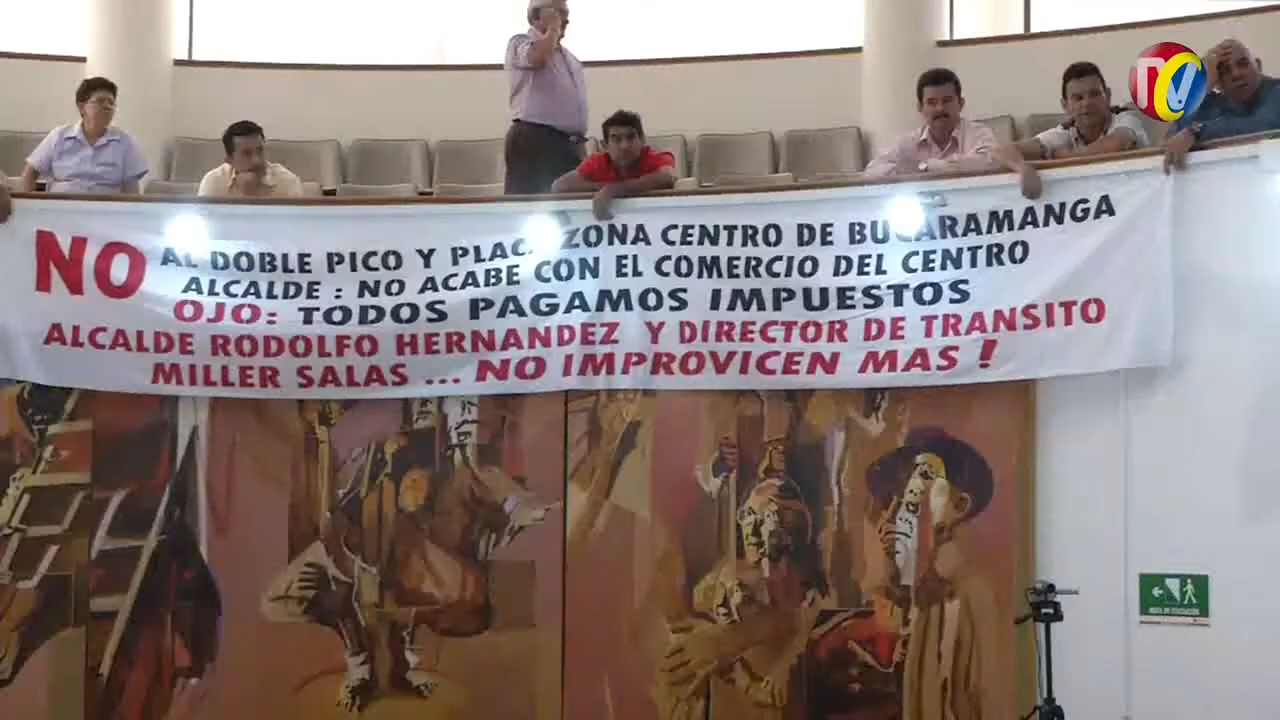 NO AL DOBLE PICO Y PLACA ZONA CENTRO DE BUCARAMANGA
ALCALDE : NO ACABE CON EL COMERCIO DEL CENTRO
OJO: TODOS PAGAMOS IMPUESTOS
ALCALDE RODOLFO HERNANDEZ Y DIRECTOR DE TRANSITO
MILLER SALAS ... NO IMPROVICEN MAS !